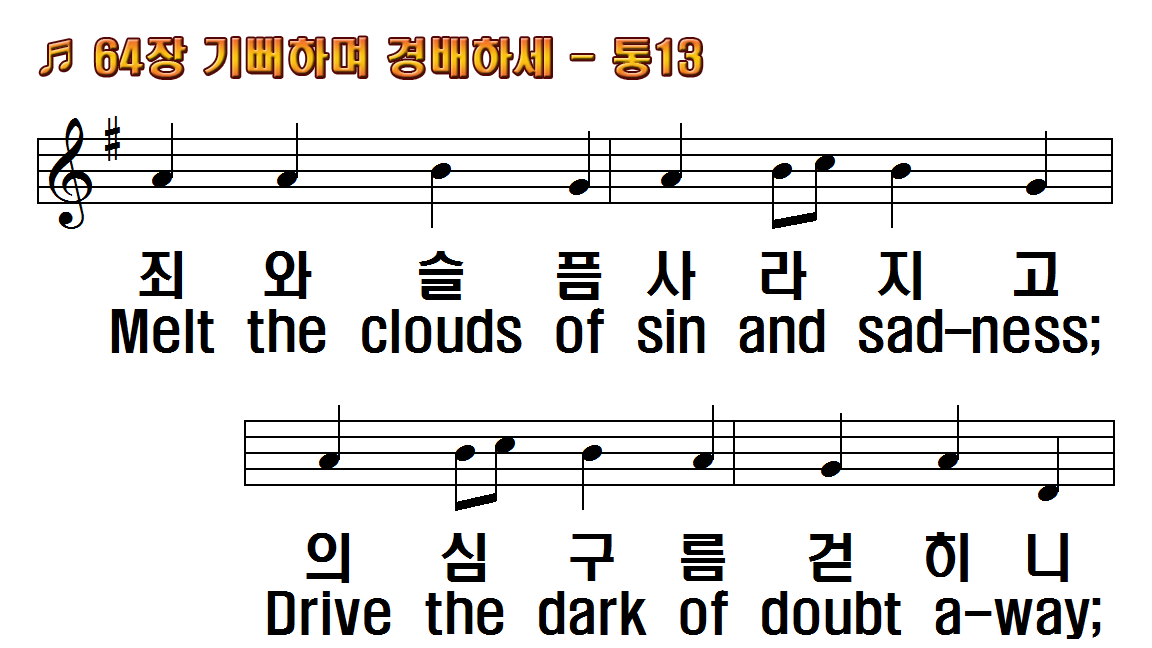 ♬ 64장 기뻐하며 경배하세 - 통13
죄 와 슬 픔 사 라 지 고
Melt the clouds of sin and sad-ness;
의 심 구 름 걷 히 니
Drive the dark of doubt a-way;